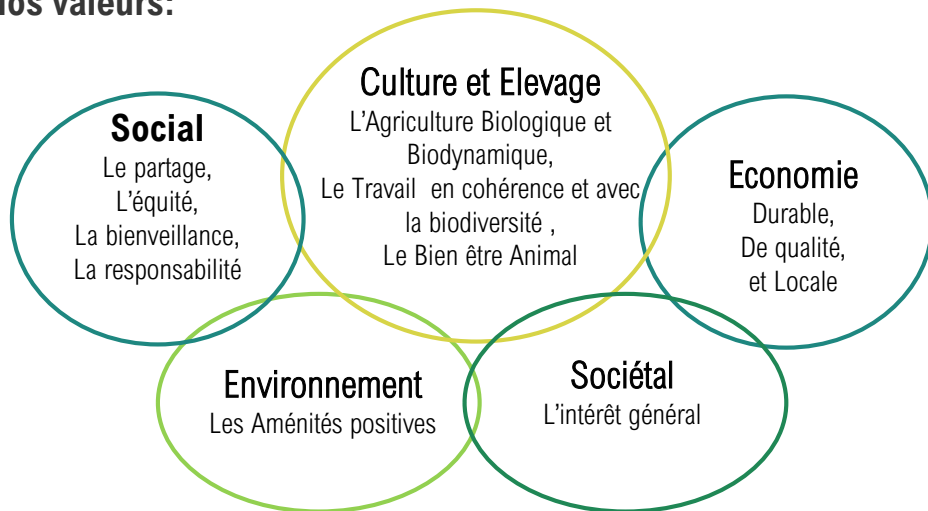 Nos valeurs:
Culture et Elevage
L'Agriculture Biologique et
Biodynamique,
Le Travail en cohérence et avec
la biodiversité ,
Le Bien être Animal
Social
Le partage,
L'équité,
La bienveillance,
La responsabilité
Economie
Durable,
De qualité,
et Locale
Environnement
Les Aménités positives
Sociétal
L'intérêt général